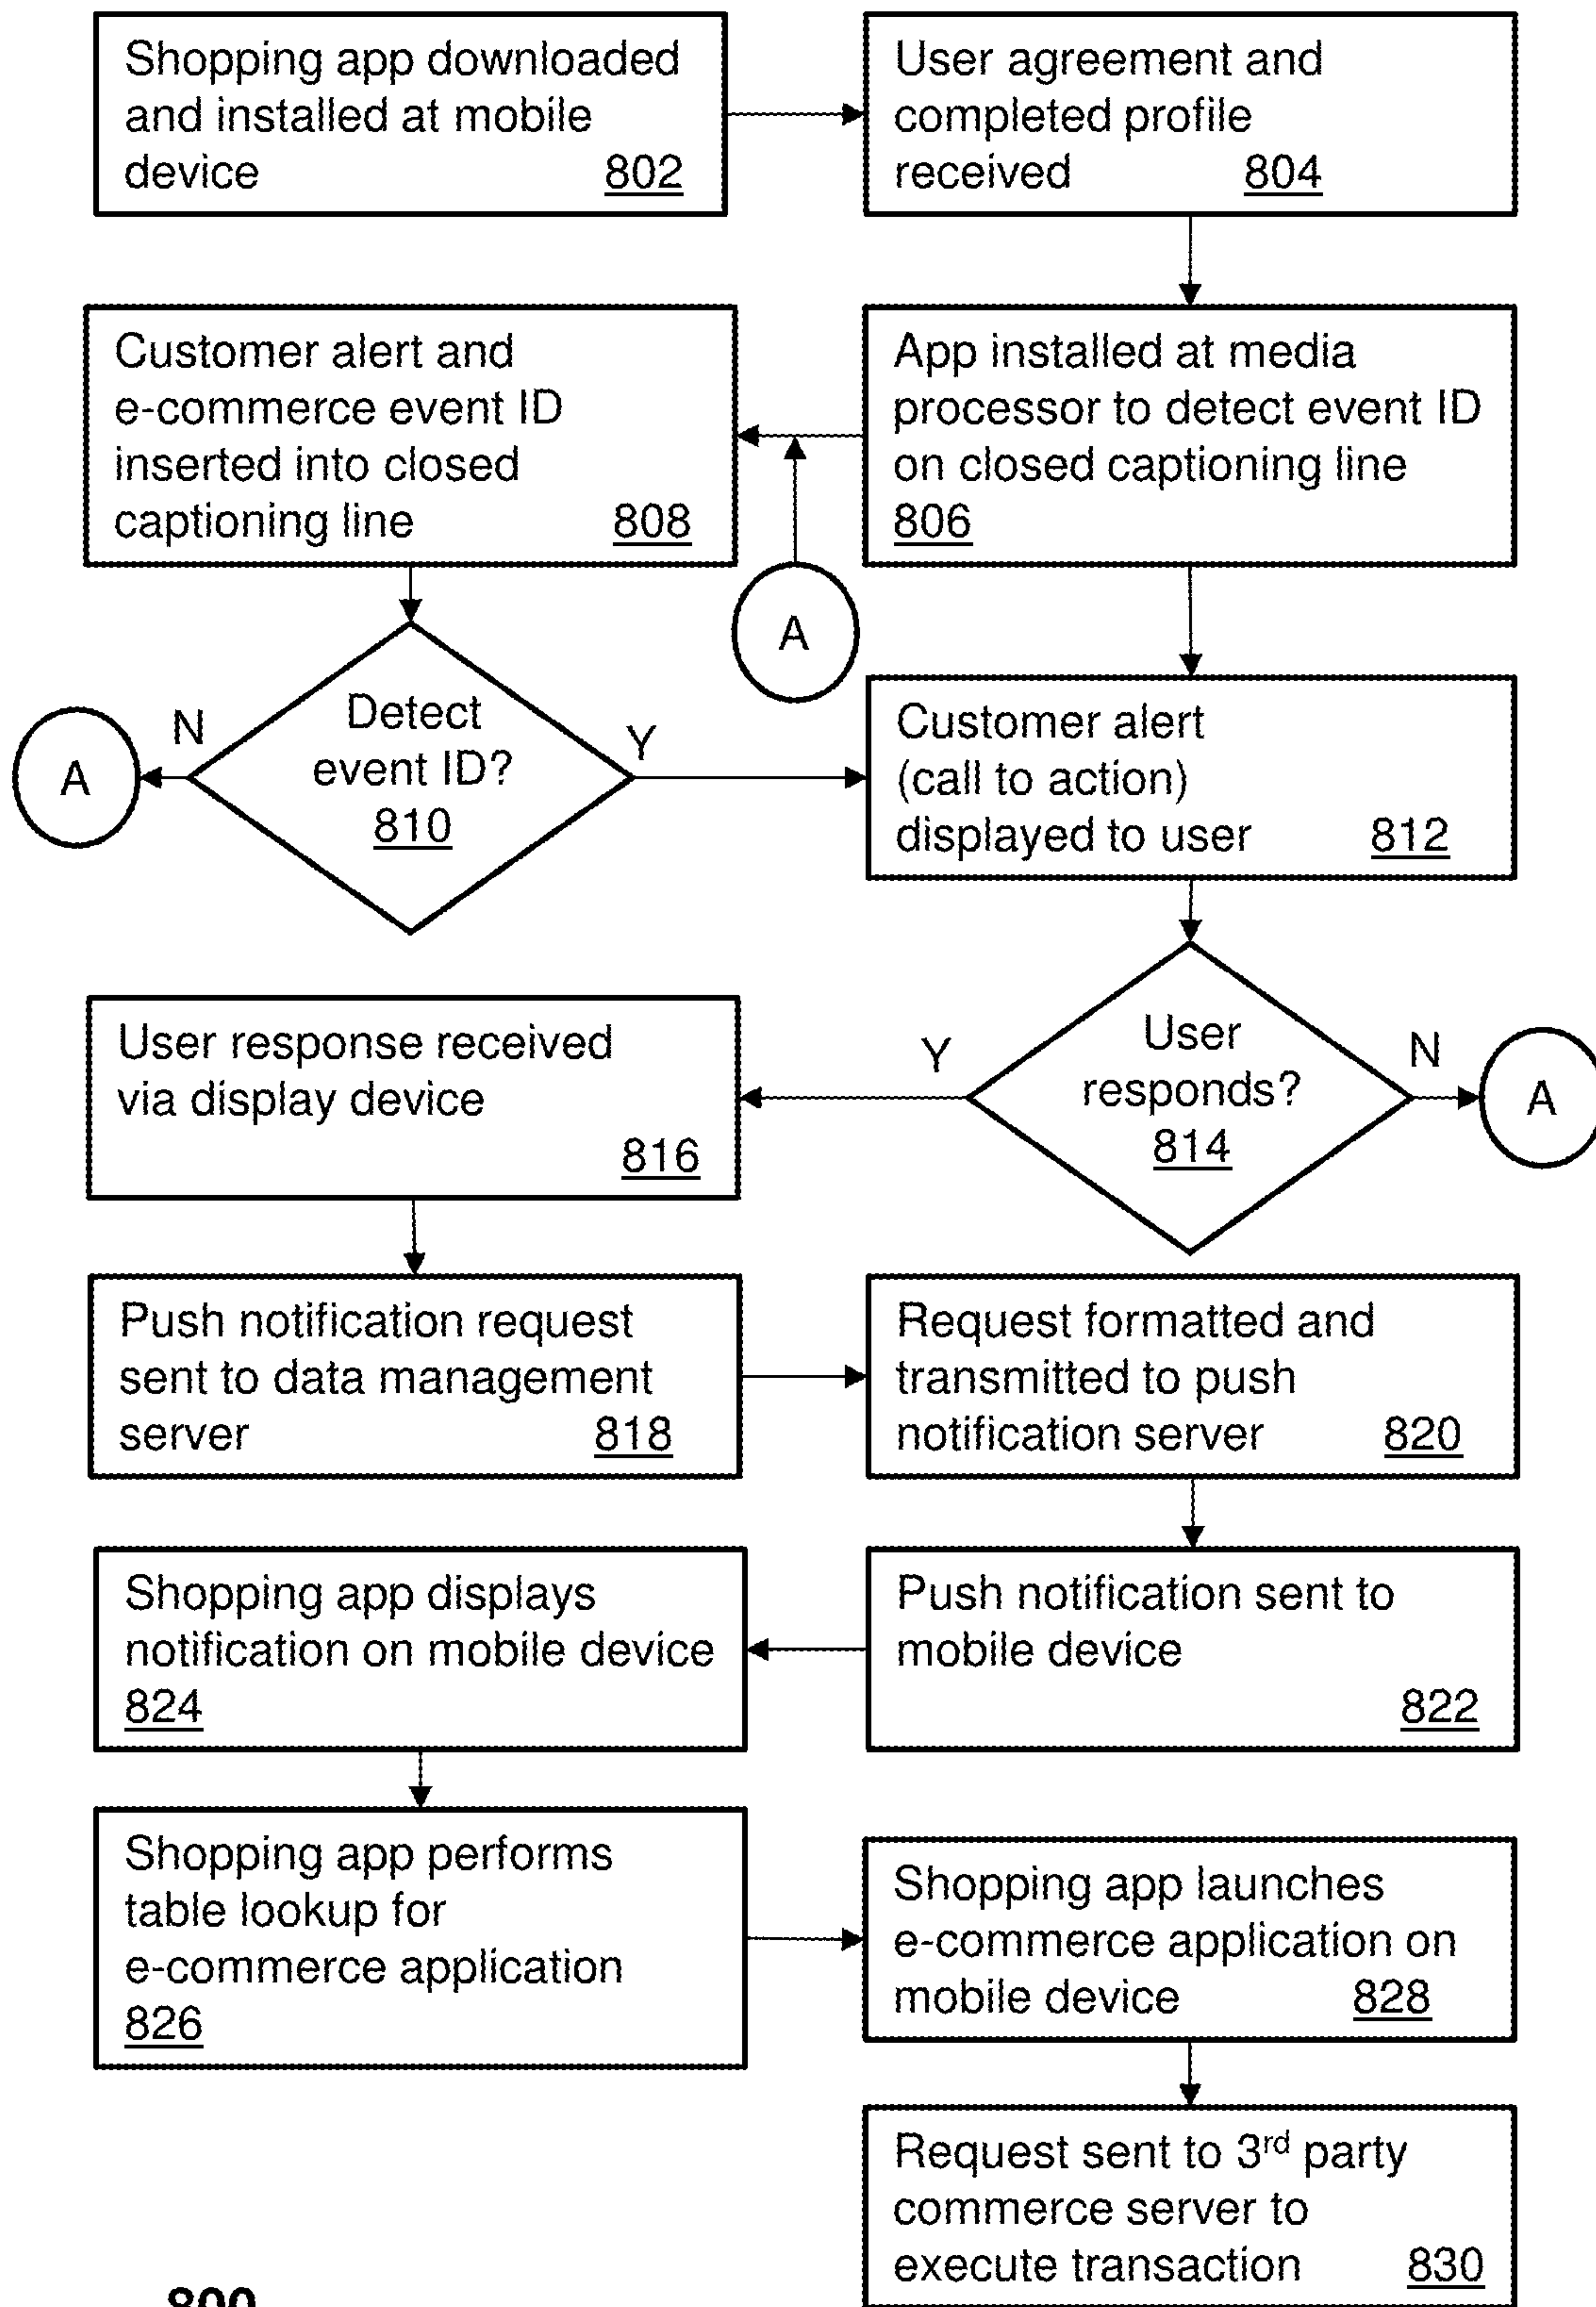 Shopping app downloaded
and installed at mobile
device 802
User agreement and
completed profile
received 804
Customer alert and
e-commerce event ID
inserted into closed
captioning line 808
App installed at media
processor to detect event ID
on closed captioning line
806
A
A
N
Detect
event ID?
810
Y
Customer alert
(call to action)
displayed to user 812
User response received
via display device
816
Y
User
responds?
814
N
A
Push notification request
sent to data management
server 818
Request formatted and
transmitted to push
notification server 820
Shopping app displays
notification on mobile device
824
Push notification sent to
mobile device
822
Shopping app performs
table lookup for
e-commerce application
826
Shopping app launches
e-commerce application on
mobile device 828
Request sent to 3rd party
commerce server to
execute transaction 830
800